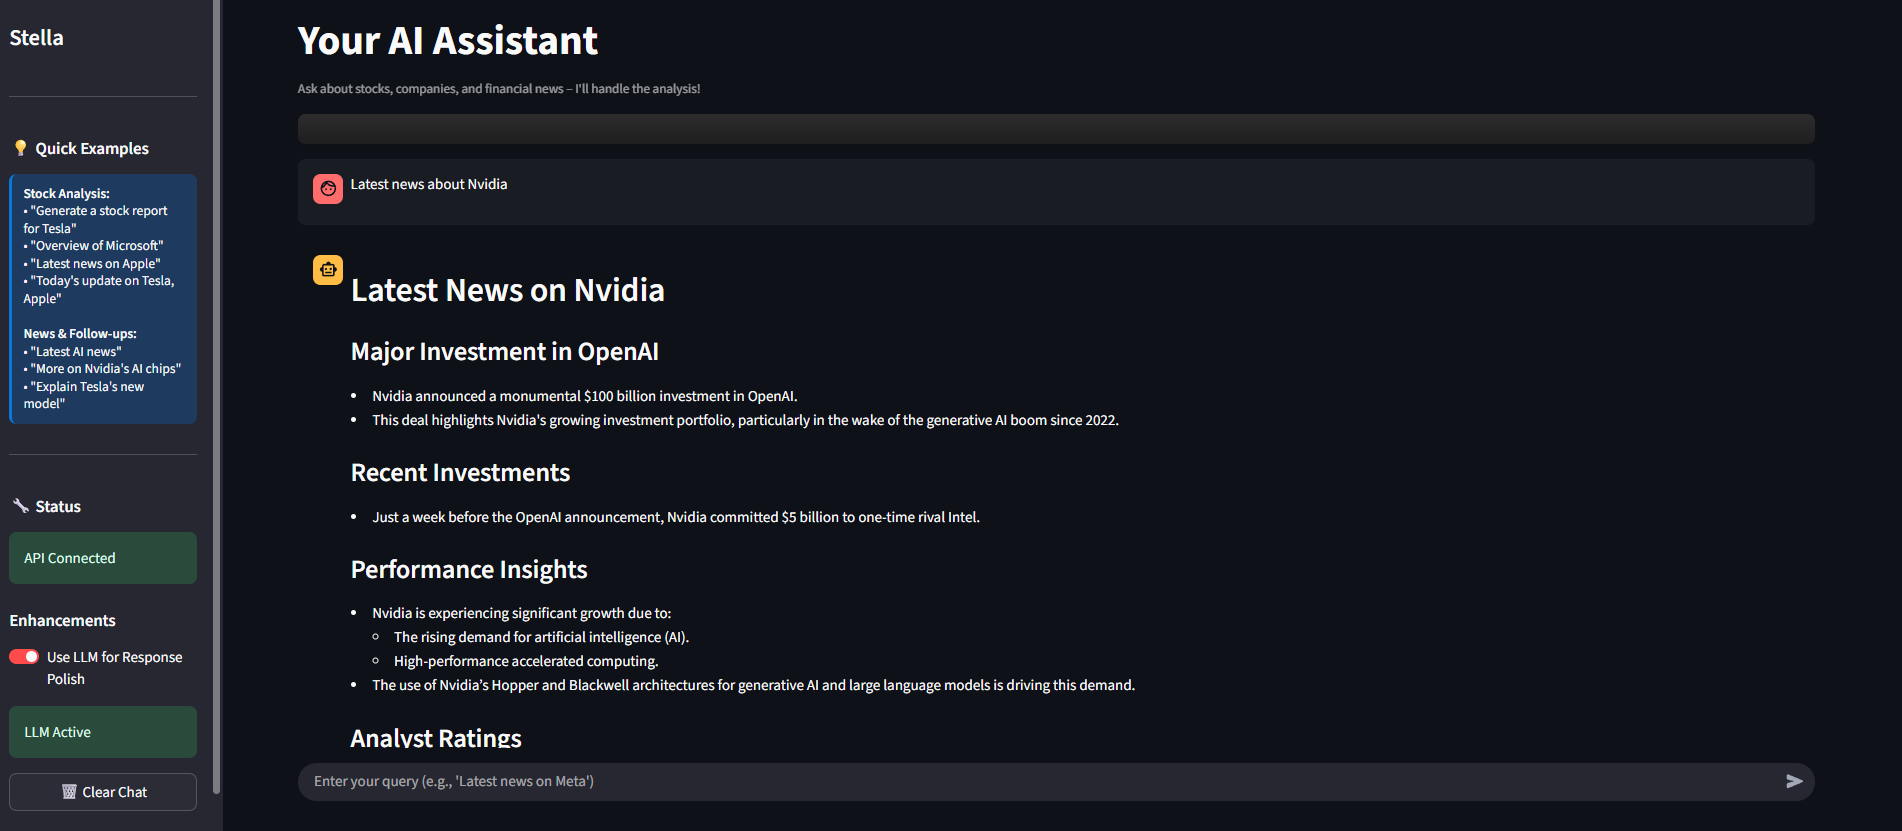 Stella
Quick Examples
Stock Analysis:
• "Generate a stock report
for Tesla"
• "Overview of Microsoft"
• "Latest news on Apple"
• "Today's update on Tesla,
Apple"
News & Follow-ups:
• "Latest AI news"
• "More on Nvidia's AI chips"
• "Explain Tesla's new
model"
Status
API Connected
Enhancements
Use LLM for Response
Polish
LLM Active
Clear Chat
Your AI Assistant
Ask about stocks, companies, and financial news – I'll handle the analysis!
Latest news about Nvidia
Latest News on Nvidia
Major Investment in OpenAI
• Nvidia announced a monumental $100 billion investment in OpenAI.
• This deal highlights Nvidia's growing investment portfolio, particularly in the wake of the generative AI boom since 2022.
Recent Investments
• Just a week before the OpenAI announcement, Nvidia committed $5 billion to one-time rival Intel.
Performance Insights
• Nvidia is experiencing significant growth due to:
◦ The rising demand for artificial intelligence (AI).
◦ High-performance accelerated computing.
• The use of Nvidia’s Hopper and Blackwell architectures for generative AI and large language models is driving this demand.
Analyst Ratings
Enter your query (e.g., 'Latest news on Meta')